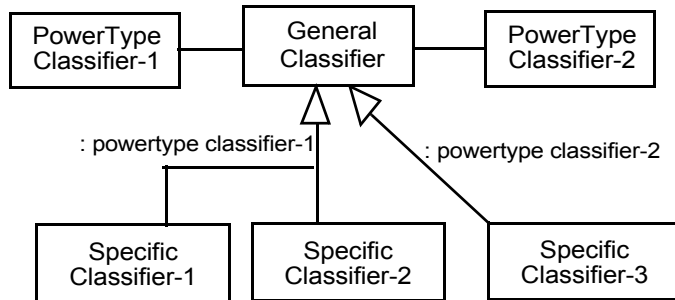 PowerType
Classifier-1
General
Classifier
PowerType
Classifier-2
: powertype classifier-1
: powertype classifier-2
Specific
Classifier-1
Specific
Classifier-2
Specific
Classifier-3